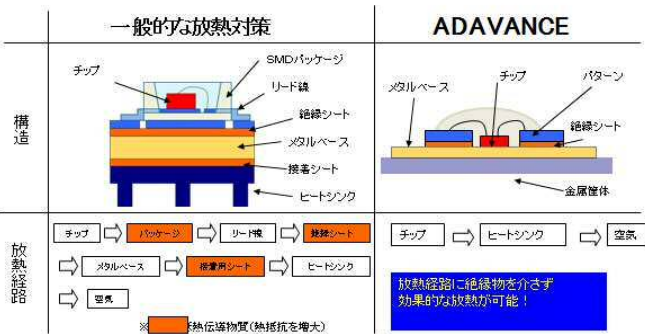 一般的な放熱対策
ADAVANCE
構造
チップ
SMDパッケージ
リード線
絶縁シート
メタルベース
接着シート
ヒートシンク
メタルベース
チップ
パターン
絶縁シート
金属筐体
放熱経路
チップ
パッケージ
リード線
絶縁シート
メタルベース
接着用シート
ヒートシンク
空気
※
熱伝導物質(熱抵抗を増大)
チップ
ヒートシンク
空気
放熱経路に絶縁物を介さず
効果的な放熱が可能！